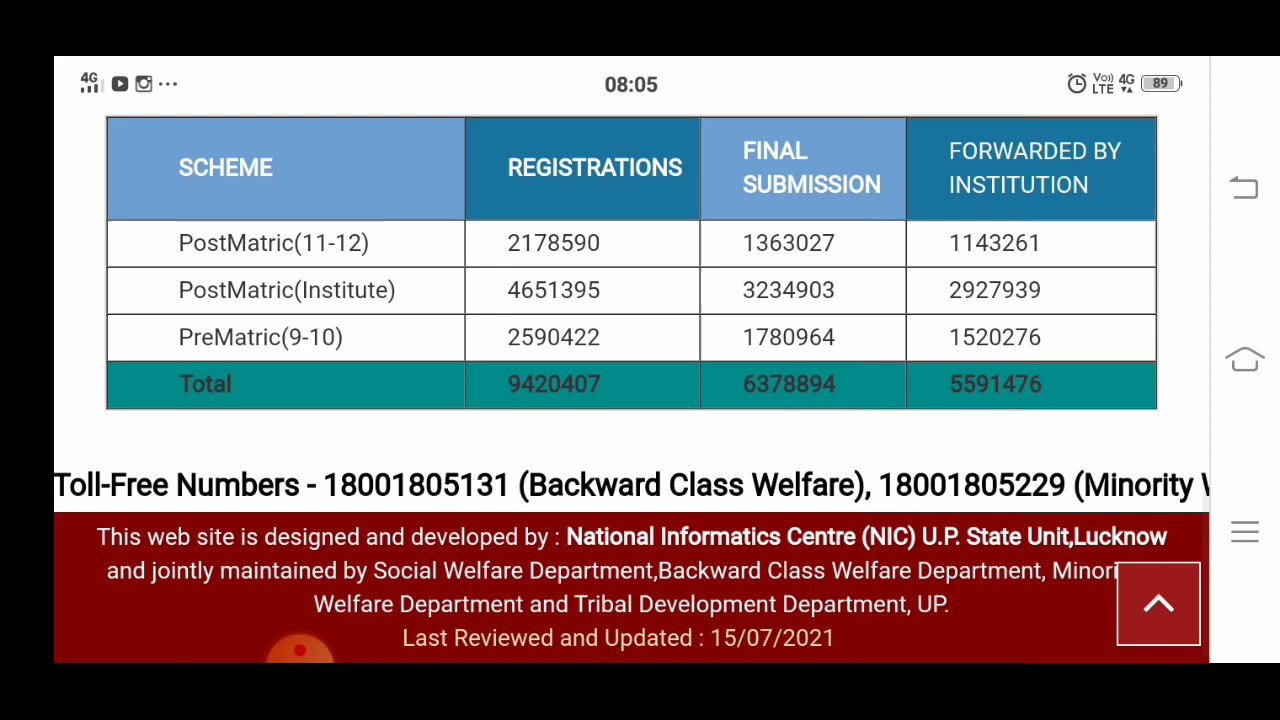 4G 08:05 Vo) LTE 4G 89
SCHEME REGISTRATIONS FINAL SUBMISSION FORWARDED BY INSTITUTION
PostMatric(11-12) 2178590 1363027 1143261
PostMatric(Institute) 4651395 3234903 2927939
PreMatric(9-10) 2590422 1780964 1520276
Total 9420407 6378894 5591476
Toll-Free Numbers - 18001805131 (Backward Class Welfare), 18001805229 (Minority
This web site is designed and developed by : National Informatics Centre (NIC) U.P. State Unit,Lucknow
and jointly maintained by Social Welfare Department,Backward Class Welfare Department, Minori
Welfare Department and Tribal Development Department, UP.
Last Reviewed and Updated : 15/07/2021